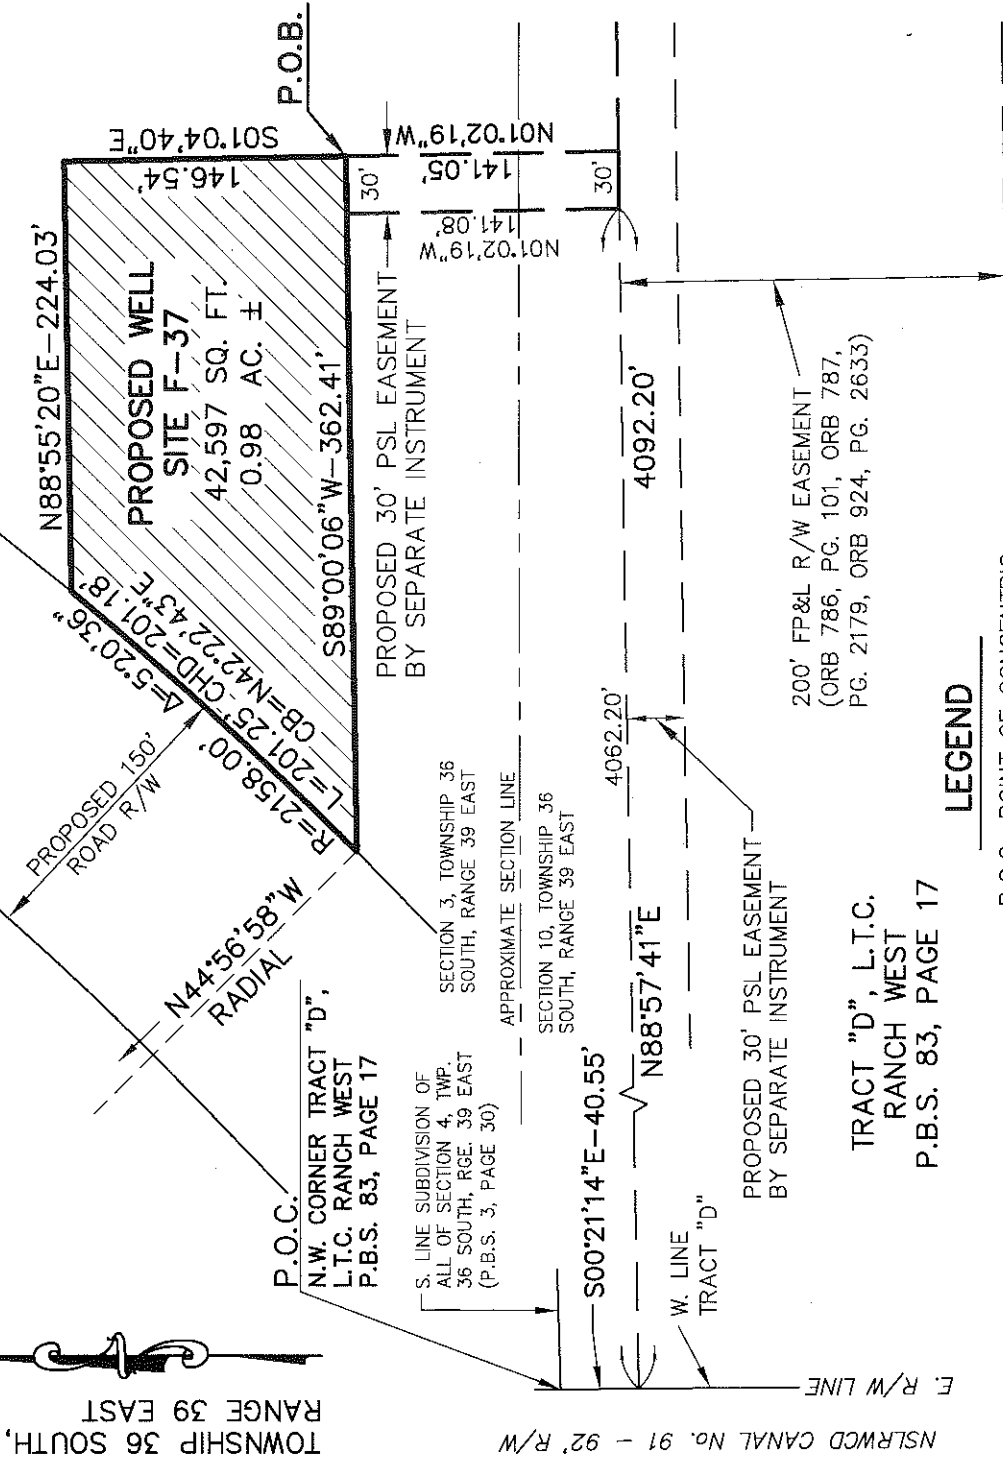 TOWNSHIP 36 SOUTH,
RANGE 39 EAST
PROPOSED 150'
ROAD R/W
N44°56'58"W
RADIAL
N88°55'20"E-224.03'
S01°04'40"E
146.54'
P.O.B.
PROPOSED WELL
SITE F-37
42,597 SQ. FT.
0.98 AC. ±
Δ=5°20'36"
R=2158.00'
L=201.25' CHD=201.18'
CB=N42°22'43"E
S89°00'06"W-362.41'
30'
N01°02'19"W
141.05'
141.08'
N01°02'19"W
30'
PROPOSED 30' PSL EASEMENT
BY SEPARATE INSTRUMENT
P.O.C.
N.W. CORNER TRACT "D",
L.T.C. RANCH WEST
P.B.S. 83, PAGE 17
SECTION 3, TOWNSHIP 36
SOUTH, RANGE 39 EAST
APPROXIMATE SECTION LINE
SECTION 10, TOWNSHIP 36
SOUTH, RANGE 39 EAST
S. LINE SUBDIVISION OF
ALL OF SECTION 4, TWP.
36 SOUTH, RGE. 39 EAST
(P.B.S. 3, PAGE 30)
S00°21'14"E-40.55'
N88°57'41"E
4062.20'
4092.20'
W. LINE
TRACT "D"
PROPOSED 30' PSL EASEMENT
BY SEPARATE INSTRUMENT
200' FP&L R/W EASEMENT
(ORB 786, PG. 101, ORB 787,
PG. 2179, ORB 924, PG. 2633)
E. R/W LINE
NSLRWCD CANAL No. 91 - 92' R/W
TRACT "D", L.T.C.
RANCH WEST
P.B.S. 83, PAGE 17
LEGEND